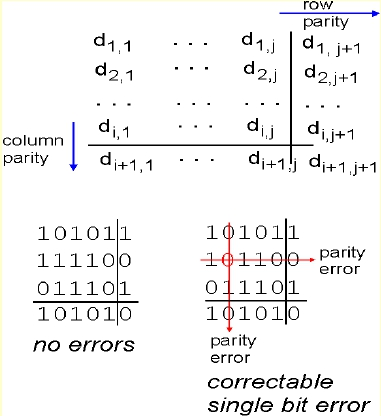 row
parity
d1,1 . . . d1,j d1, j+1
d2,1 . . . d2,j d2,j+1
. . . . . . . . . . . .
column
parity
di,1 . . . di,j di,j+1
di+1,1 . . . di+1,j di+1,j+1
101011
111100
011101
101010
no errors
101011
101100
011101
101010
parity
error
parity
error
correctable
single bit error